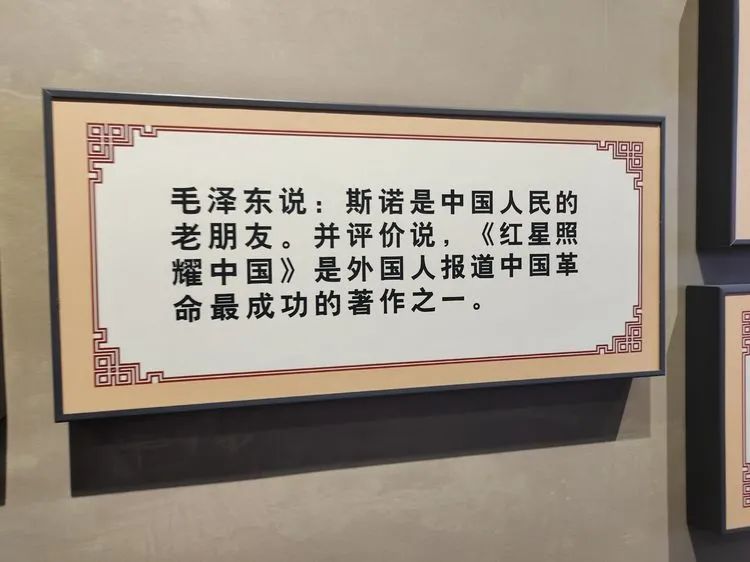 毛泽东说：斯诺是中国人民的
老朋友。并评价说，《红星照
耀中国》是外国人报道中国革
命最成功的著作之一。